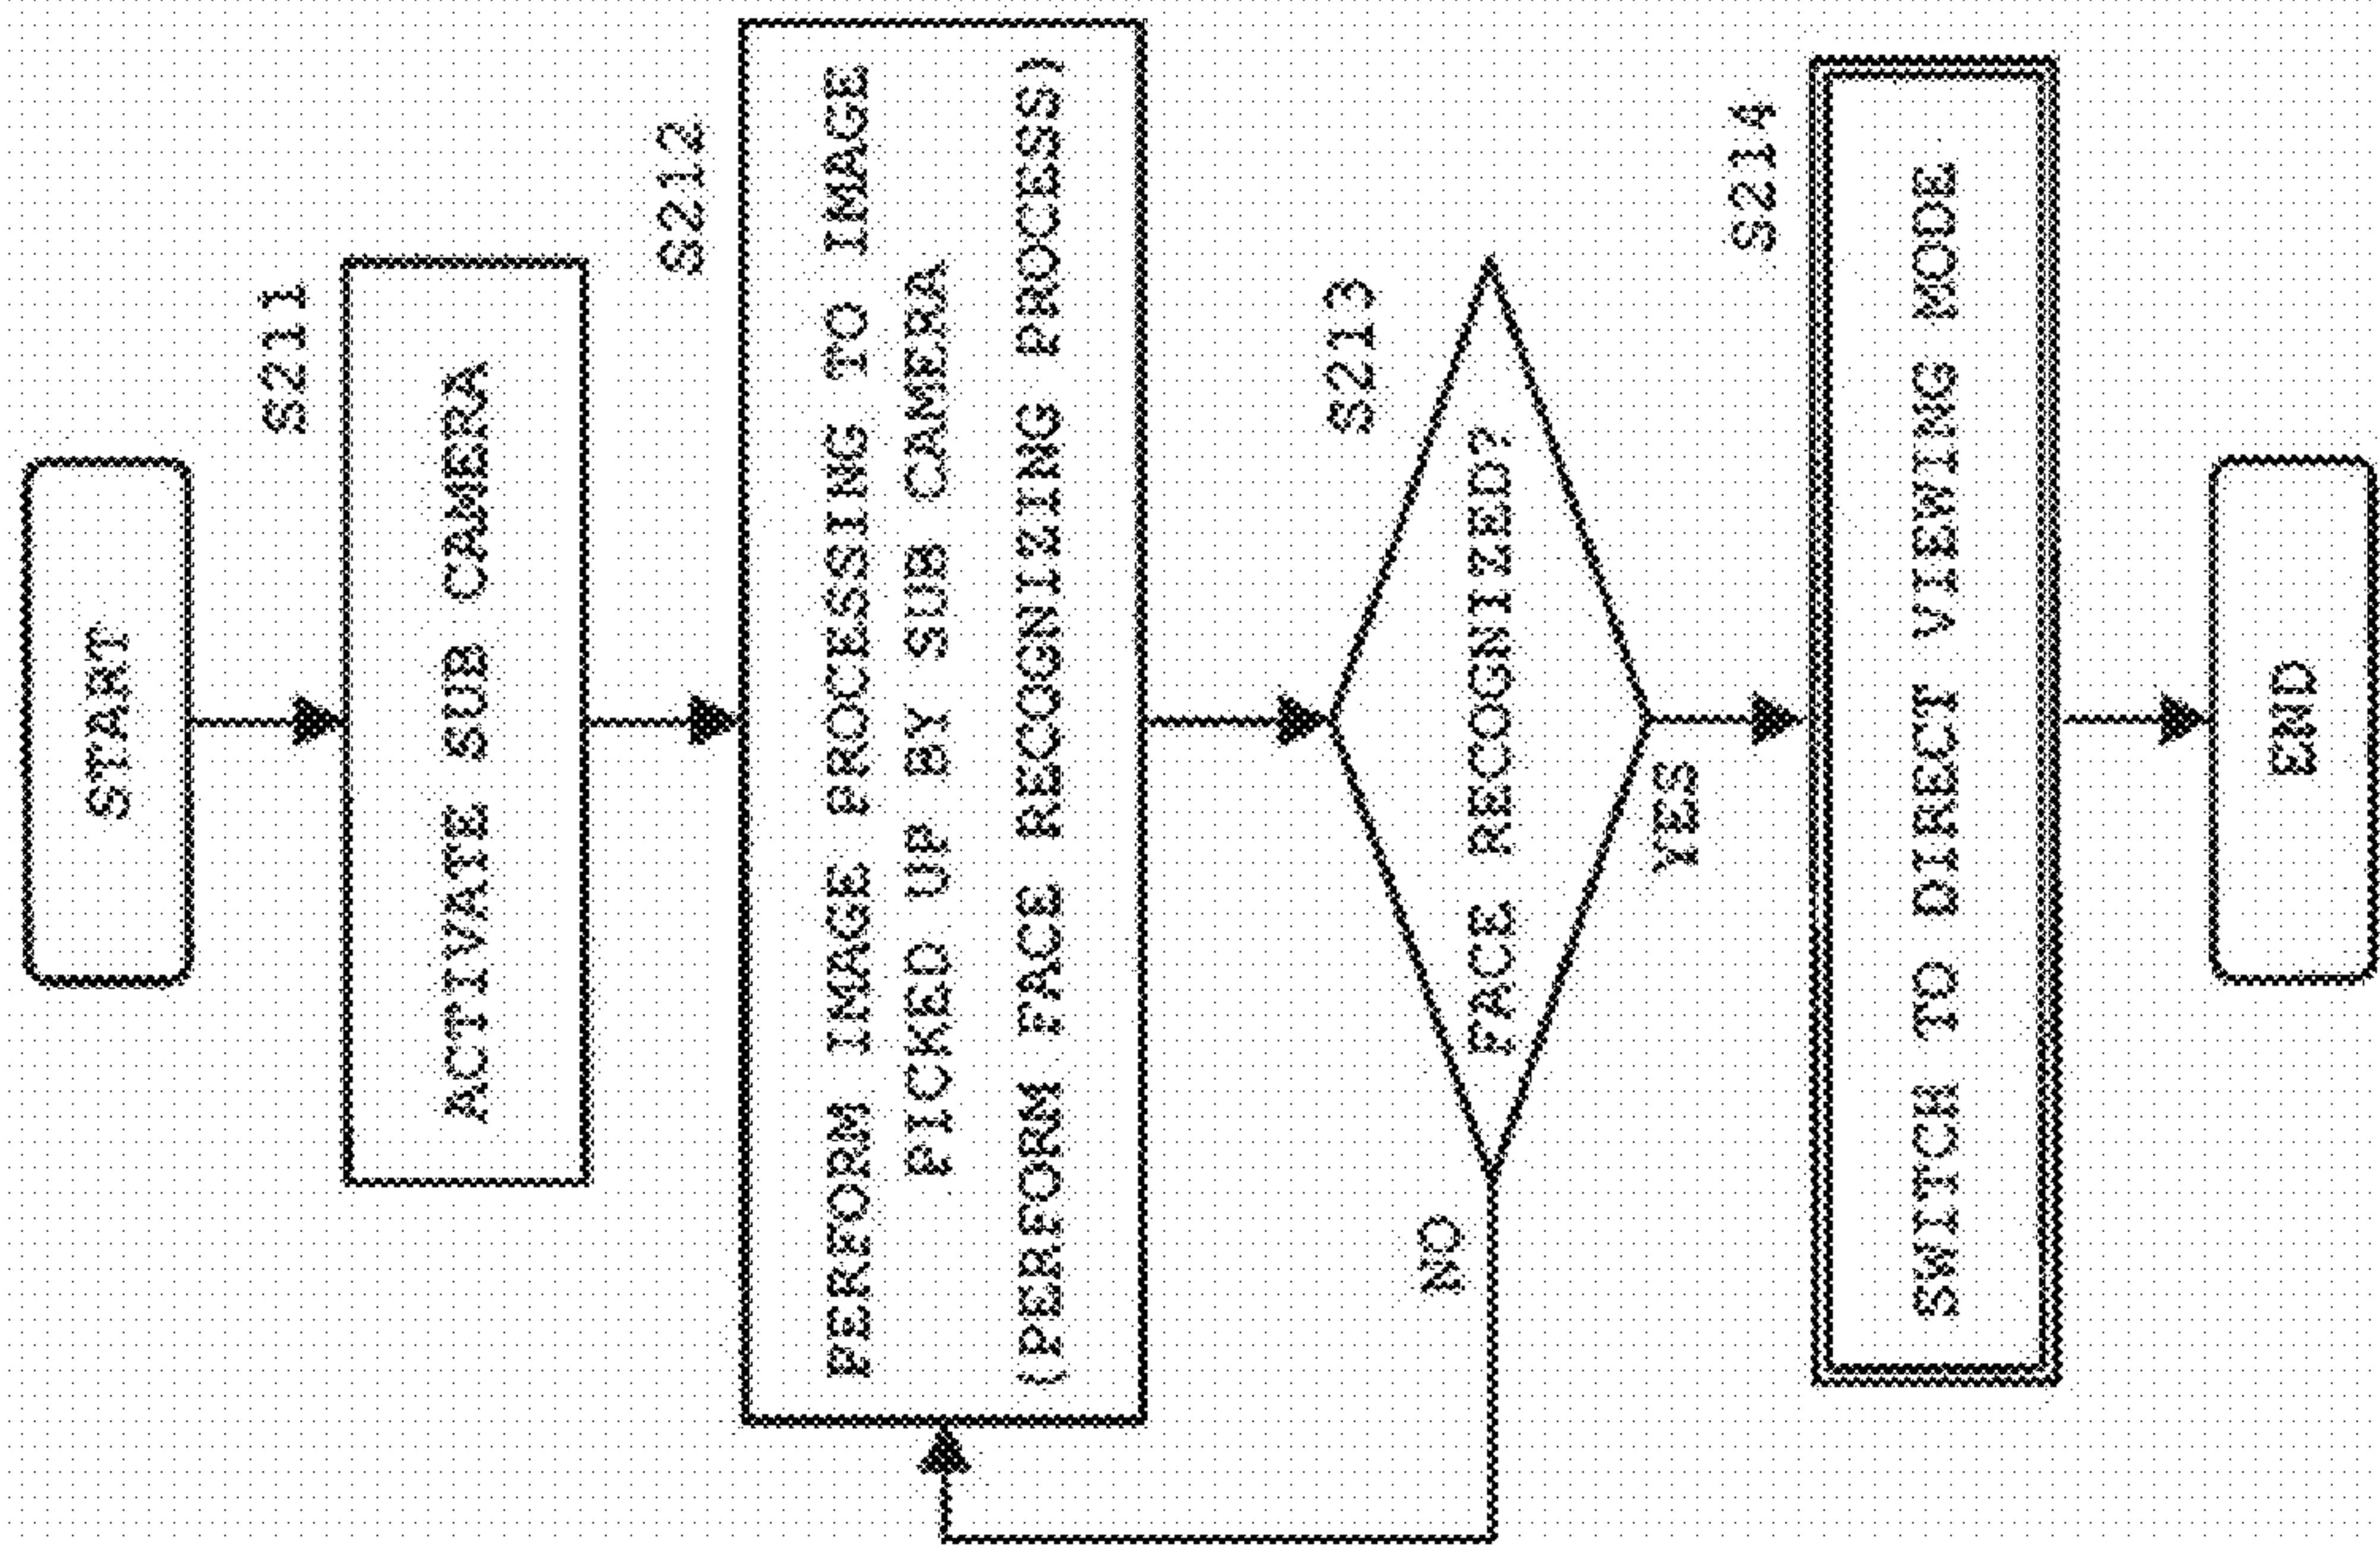 START
S211
ACTIVATE SUB CAMERA
S212
PERFORM IMAGE PROCESSING TO IMAGE
PICKED UP BY SUB CAMERA
(PERFORM FACE RECOGNIZING PROCESS)
S213
FACE RECOGNIZED?
NO
YES
S214
SWITCH TO DIRECT VIEWING MODE
END